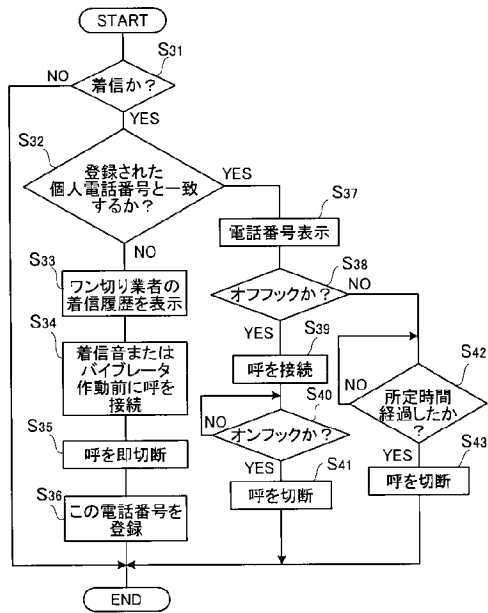 START
S31
着信か?
NO
YES
S32
登録された
個人電話番号と一致
するか?
YES
NO
S33
ワン切り業者の
着信履歴を表示
S34
着信音または
バイブレータ
作動前に呼を
接続
S35
呼を即切断
S36
この電話番号を
登録
S37
電話番号表示
S38
オフフックか?
NO
YES
S39
呼を接続
S40
オンフックか?
NO
YES
S41
呼を切断
S42
所定時間
経過したか
?
NO
YES
S43
呼を切断
END